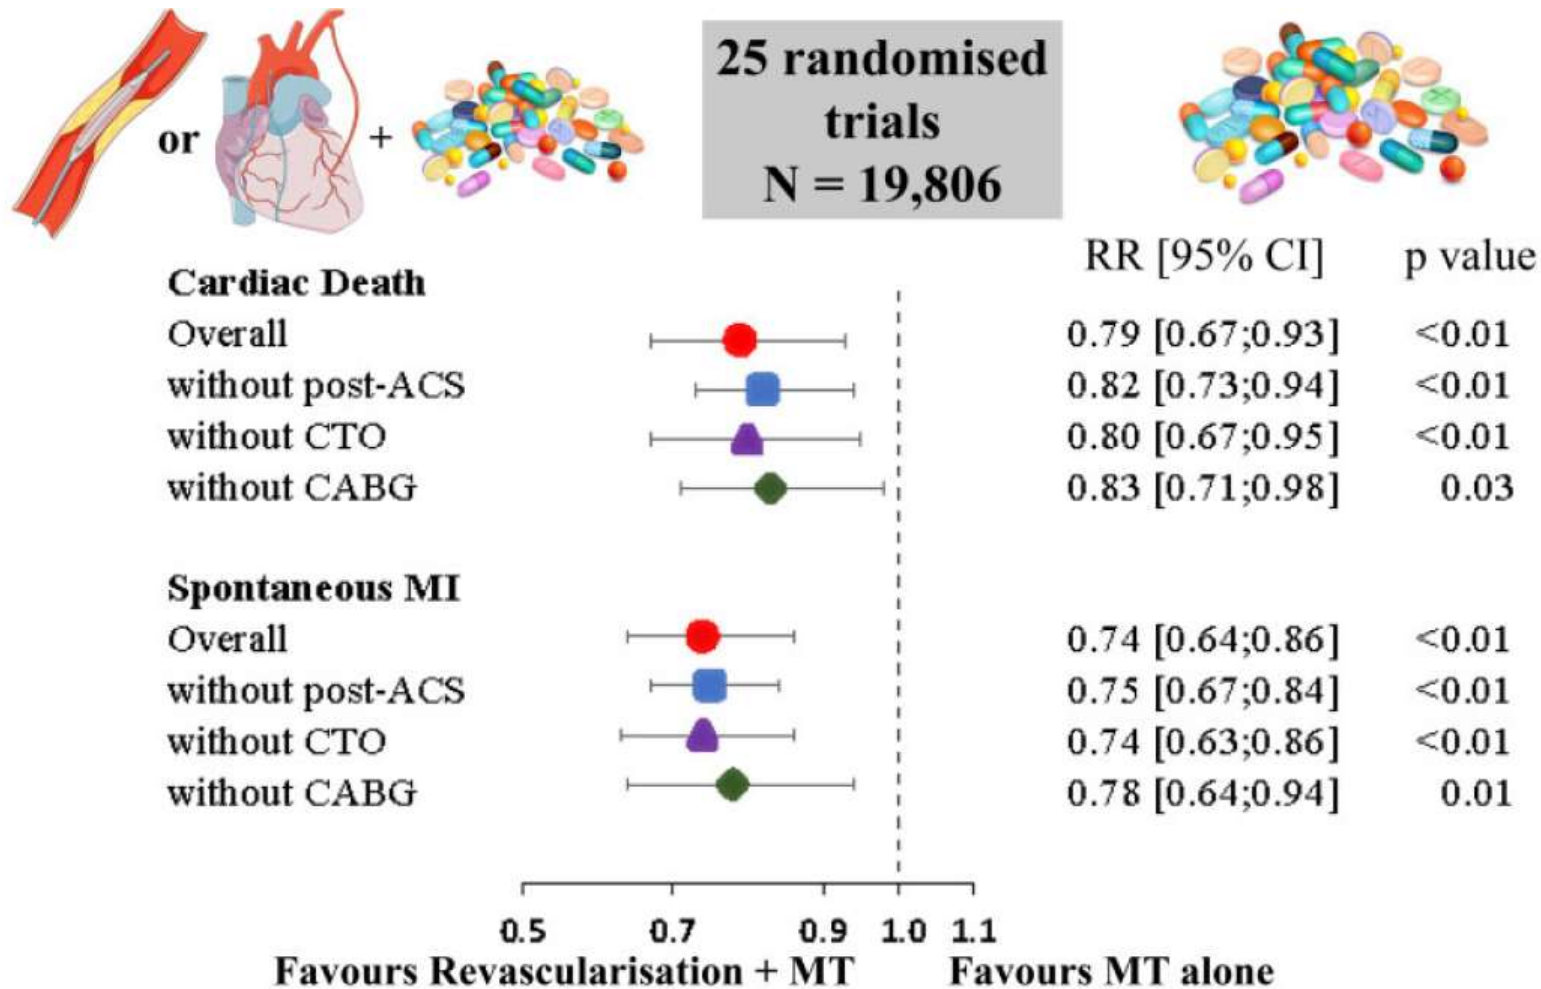 or
+
25 randomised
trials
N = 19,806
RR [95% CI] p value
Cardiac Death
Overall 0.79 [0.67;0.93] <0.01
without post-ACS 0.82 [0.73;0.94] <0.01
without CTO 0.80 [0.67;0.95] <0.01
without CABG 0.83 [0.71;0.98] 0.03
Spontaneous MI
Overall 0.74 [0.64;0.86] <0.01
without post-ACS 0.75 [0.67;0.84] <0.01
without CTO 0.74 [0.63;0.86] <0.01
without CABG 0.78 [0.64;0.94] 0.01
0.5 0.7 0.9 1.0 1.1
Favours Revascularisation + MT Favours MT alone